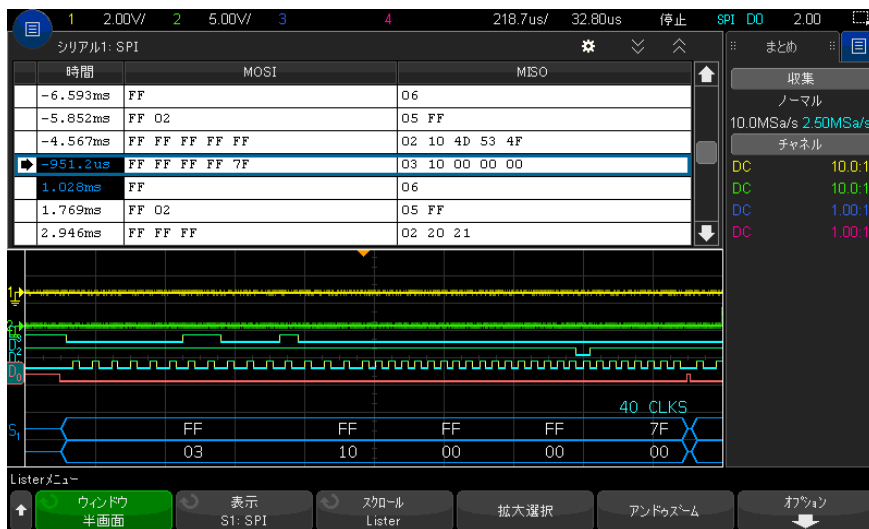 1 2.00V/ 2 5.00V/ 3 4 218.7us/ 32.80us 停止 SPI D0 2.00
シリアル1: SPI
まとめ
時間 MOSI MISO
-6.593ms FF 06
-5.852ms FF 02 05 FF
-4.567ms FF FF FF FF FF 02 10 4D 53 4F
-951.2us FF FF FF FF 7F 03 10 00 00 00
1.028ms FF 06
1.769ms FF 02 05 FF
2.946ms FF FF FF 02 20 21
収集
ノーマル
10.0MSa/s 2.50MSa/s
チャネル
DC 10.0:1
DC 10.0:1
DC 1.00:1
DC 1.00:1
1
2
D2
D0
40 CLKS
S1 FF FF FF FF 7F
03 10 00 00 00
Listerメニュー
ウィンドウ
半画面
表示
S1: SPI
スクロール
Lister
拡大選択
アンドゥズーム
オプション